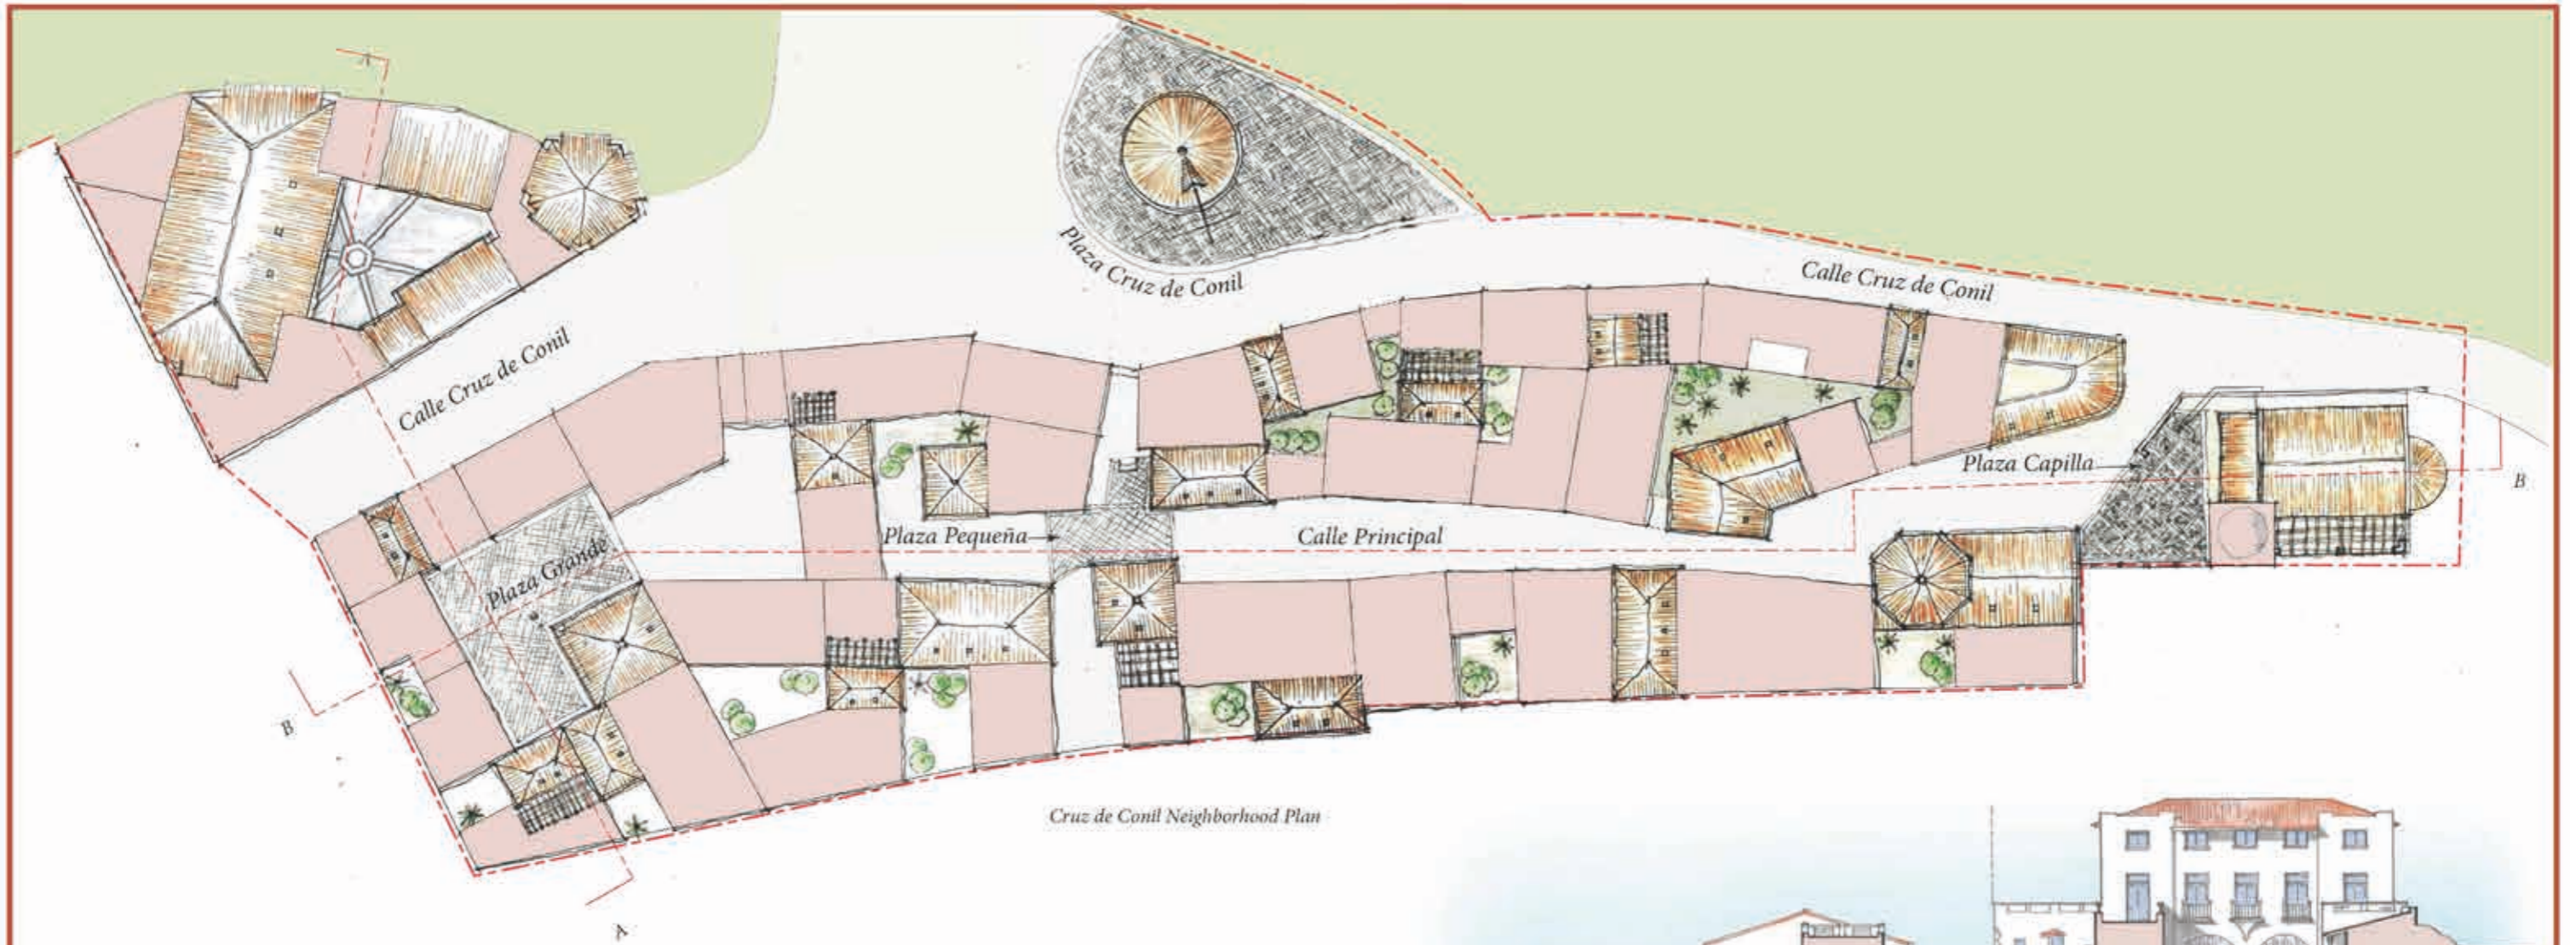 A
Plaza Cruz de Conil
Calle Cruz de Conil
Calle Cruz de Conil
Plaza Capilla
B
Plaza Pequeña
Calle Principal
Plaza Grande
B
Cruz de Conil Neighborhood Plan
A